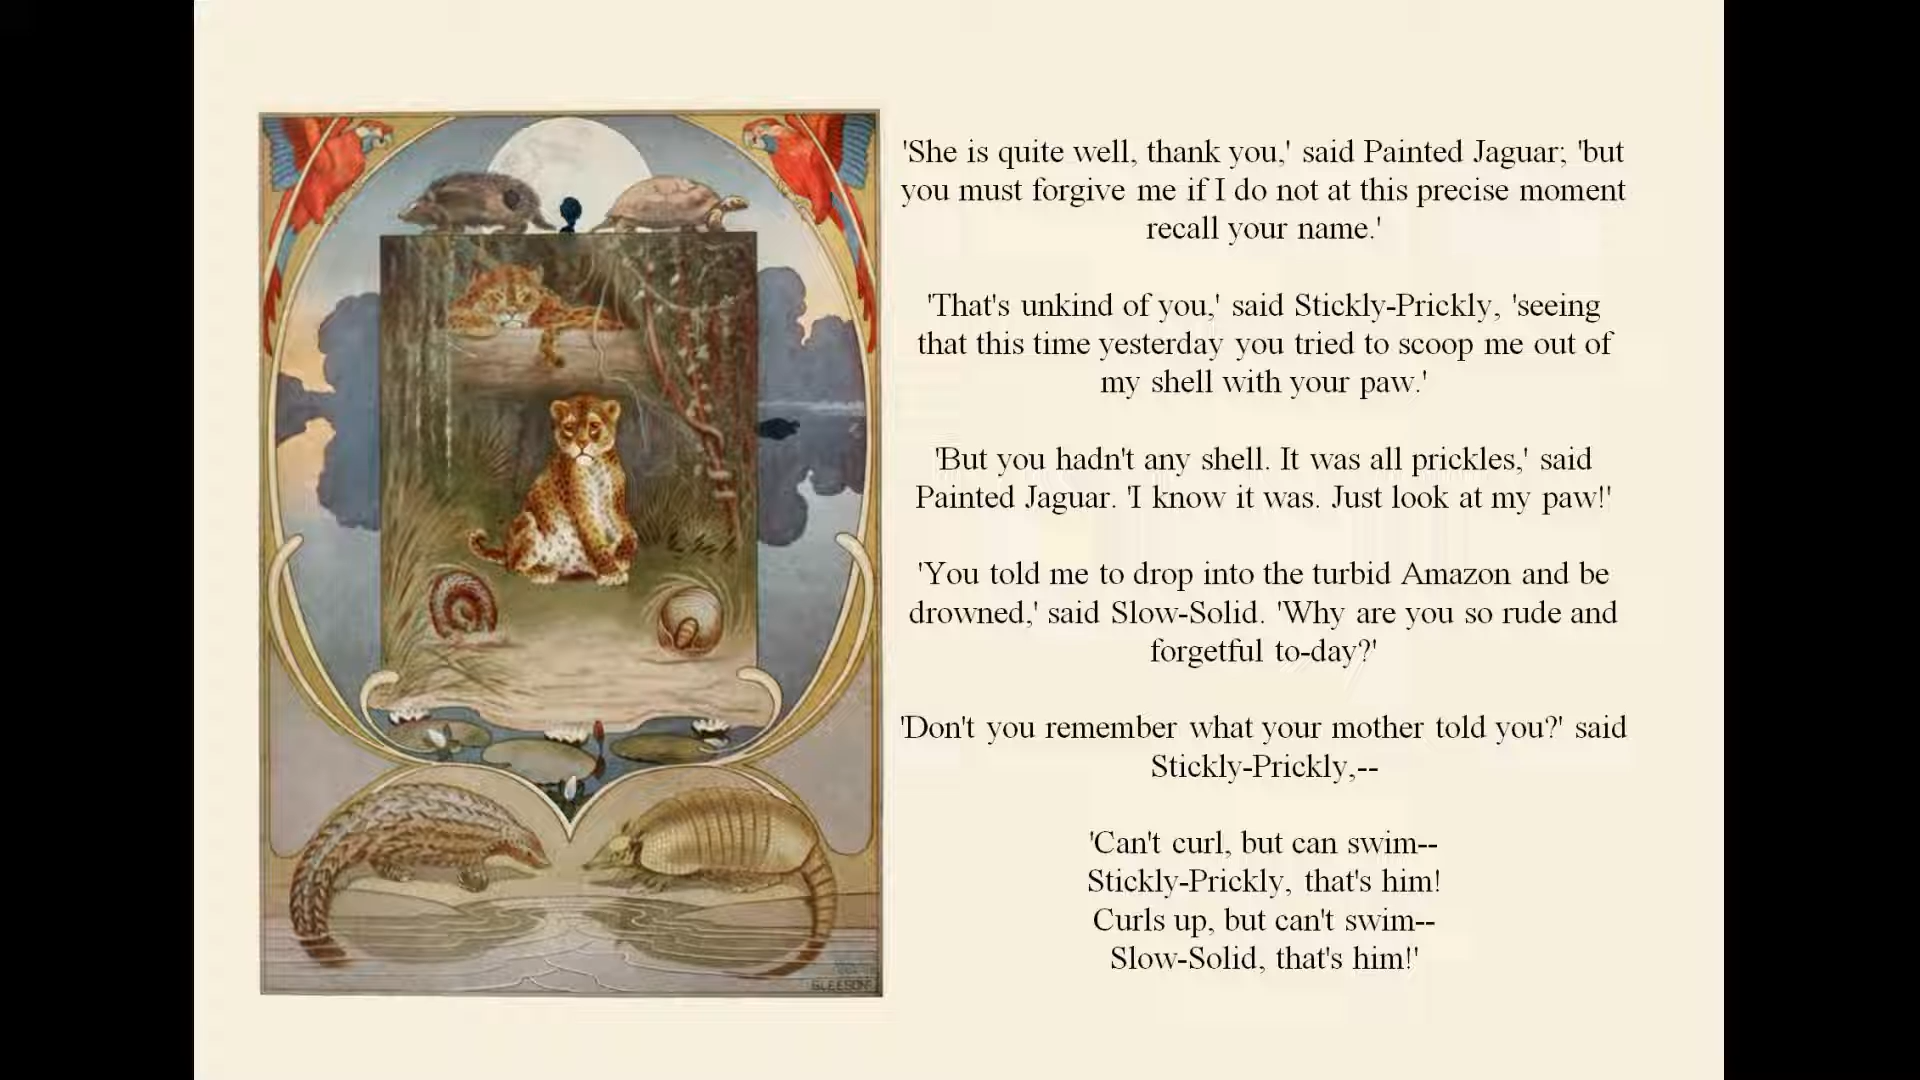 'She is quite well, thank you,' said Painted Jaguar; 'but
you must forgive me if I do not at this precise moment
recall your name.'
'That's unkind of you,' said Stickly-Prickly, 'seeing
that this time yesterday you tried to scoop me out of
my shell with your paw.'
'But you hadn't any shell. It was all prickles,' said
Painted Jaguar. 'I know it was. Just look at my paw!'
'You told me to drop into the turbid Amazon and be
drowned,' said Slow-Solid. 'Why are you so rude and
forgetful to-day?'
'Don't you remember what your mother told you?' said
Stickly-Prickly,--
'Can't curl, but can swim--
Stickly-Prickly, that's him!
Curls up, but can't swim--
Slow-Solid, that's him!'
GLEESON